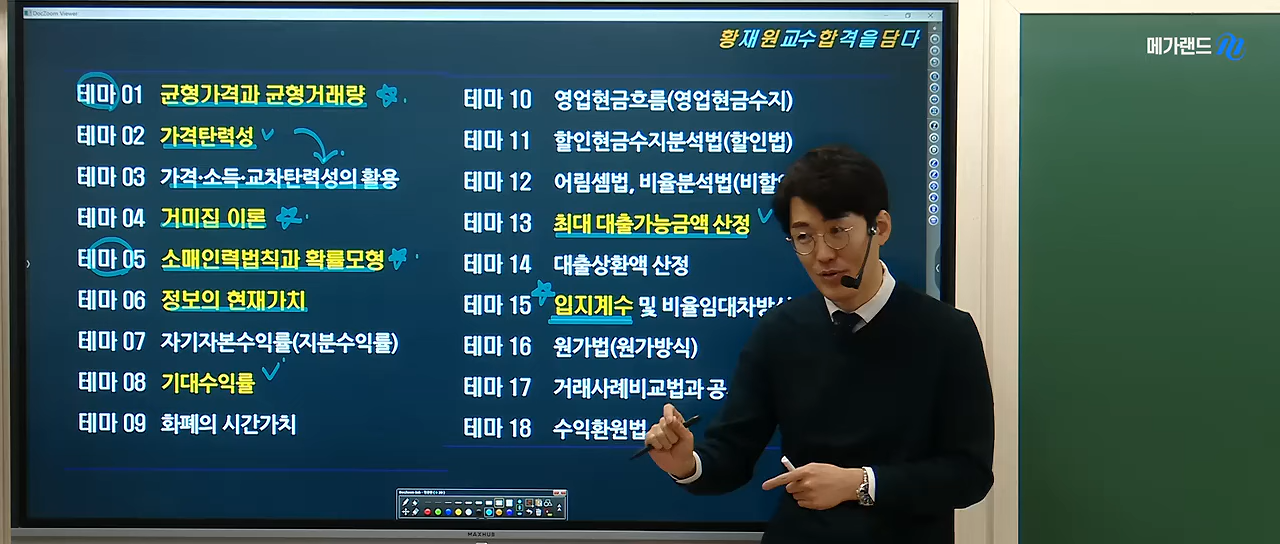 DocZoom Viewer
황재원교수합격을담다
메가랜드
테마 01 균형가격과 균형거래량
테마 02 가격탄력성
테마 03 가격·소득·교차탄력성의 활용
테마 04 거미집 이론
테마 05 소매인력법칙과 확률모형
테마 06 정보의 현재가치
테마 07 자기자본수익률(지분수익률)
테마 08 기대수익률
테마 09 화폐의 시간가치
테마 10 영업현금흐름(영업현금수지)
테마 11 할인현금수지분석법(할인법)
테마 12 어림셈법, 비율분석법(비할
테마 13 최대 대출가능금액 산정
테마 14 대출상환액 산정
테마 15 입지계수 및 비율임대차방식
테마 16 원가법(원가방식)
테마 17 거래사례비교법과 공
테마 18 수익환원법
MAXHUB